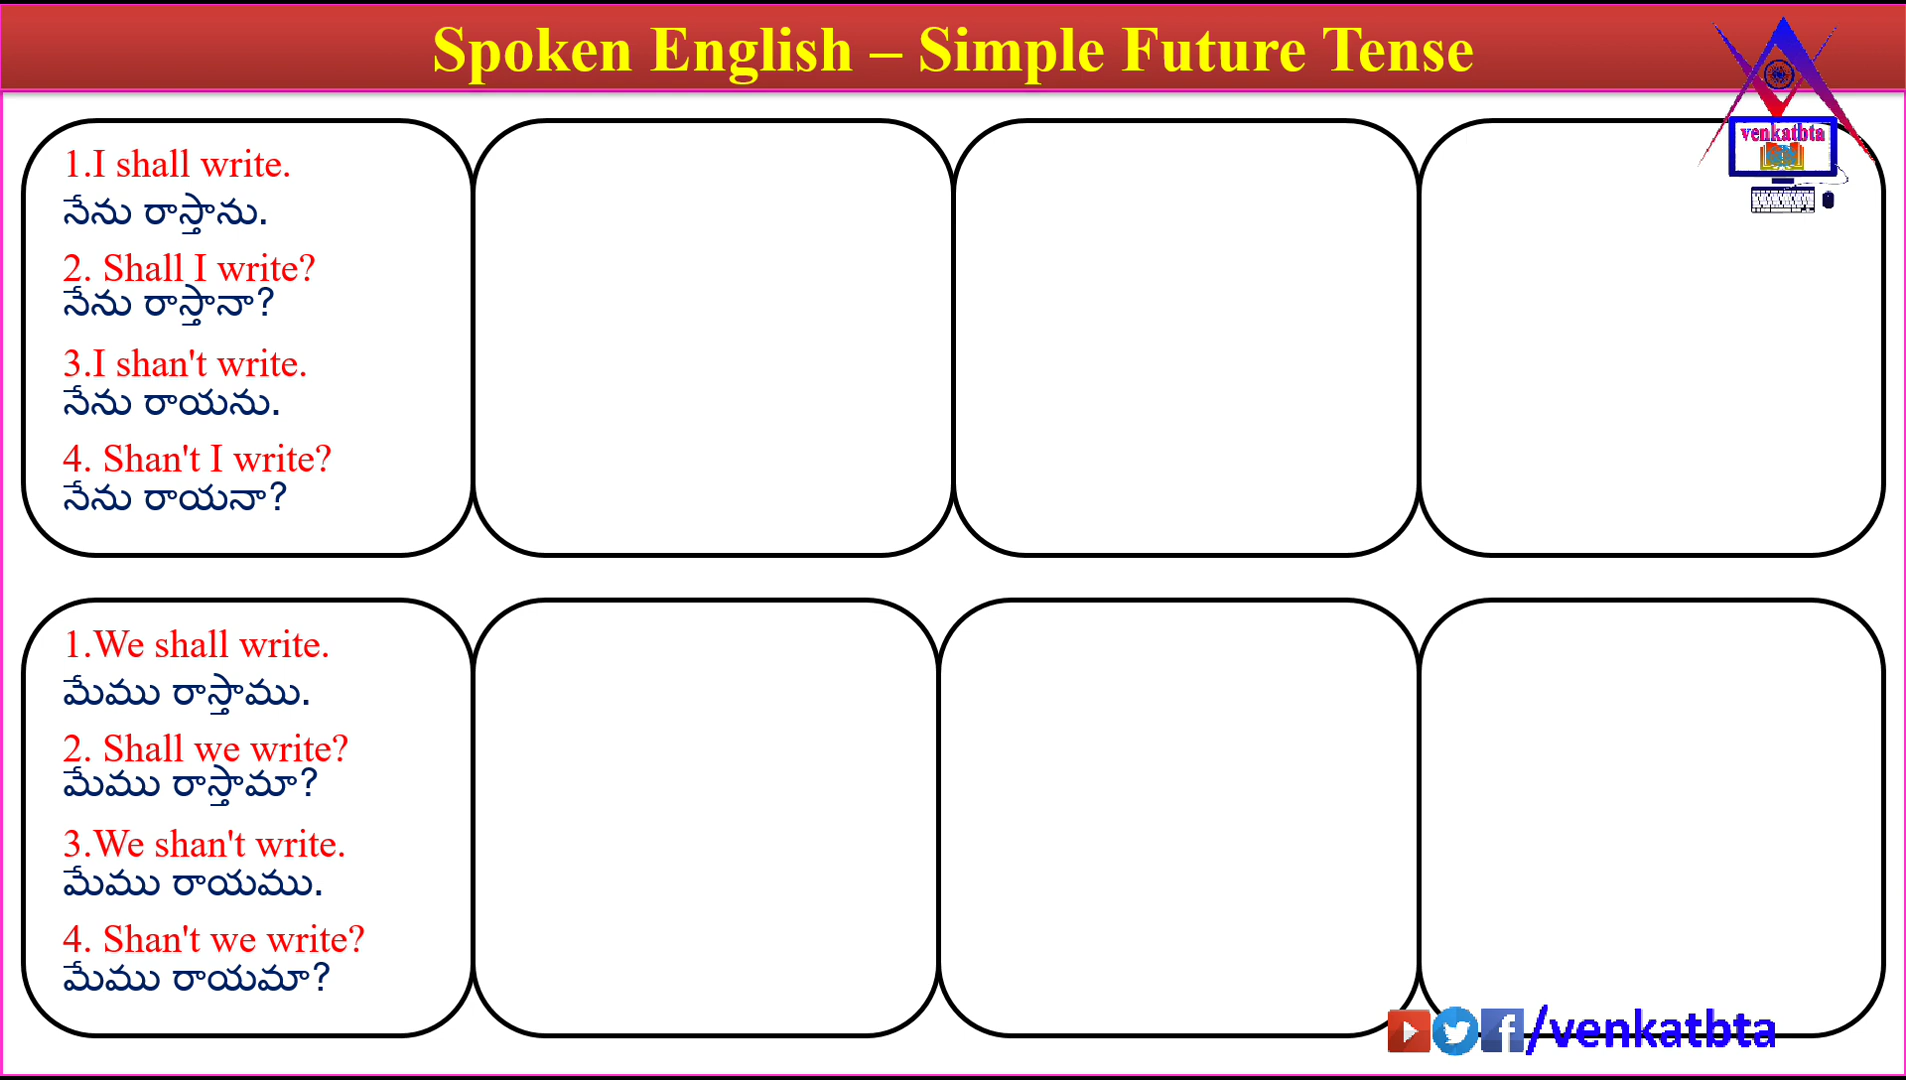 Spoken English – Simple Future Tense
venkatbta
1.I shall write.
నేను రాస్తాను.
2. Shall I write?
నేను రాస్తానా?
3.I shan't write.
నేను రాయను.
4. Shan't I write?
నేను రాయనా?
1.We shall write.
మేము రాస్తాము.
2. Shall we write?
మేము రాస్తామా?
3.We shan't write.
మేము రాయము.
4. Shan't we write?
మేము రాయమా?
/venkatbta